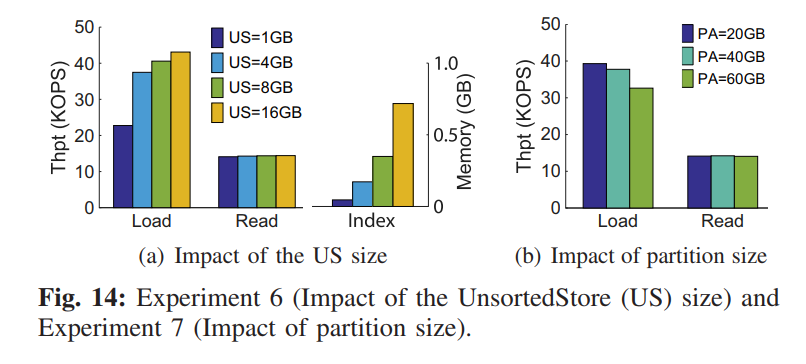 50
40
30
20
10
0
Thpt (KOPS)
US=1GB
US=4GB
US=8GB
US=16GB
1.0
0.5
0
Memory (GB)
Load Read Index
(a) Impact of the US size
50
40
30
20
10
0
Thpt (KOPS)
PA=20GB
PA=40GB
PA=60GB
Load Read
(b) Impact of partition size
Fig. 14: Experiment 6 (Impact of the UnsortedStore (US) size) and
Experiment 7 (Impact of partition size).